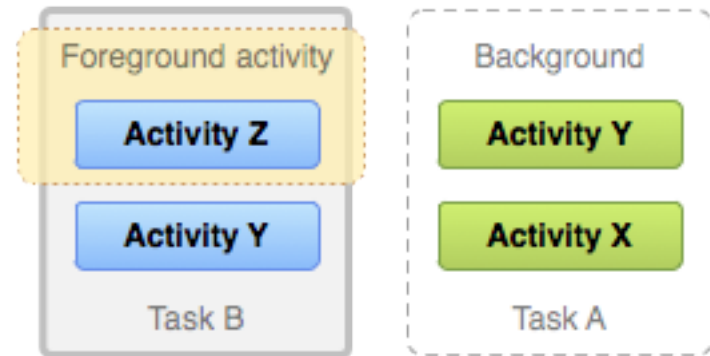 Foreground activity
Activity Z
Activity Y
Task B
Background
Activity Y
Activity X
Task A